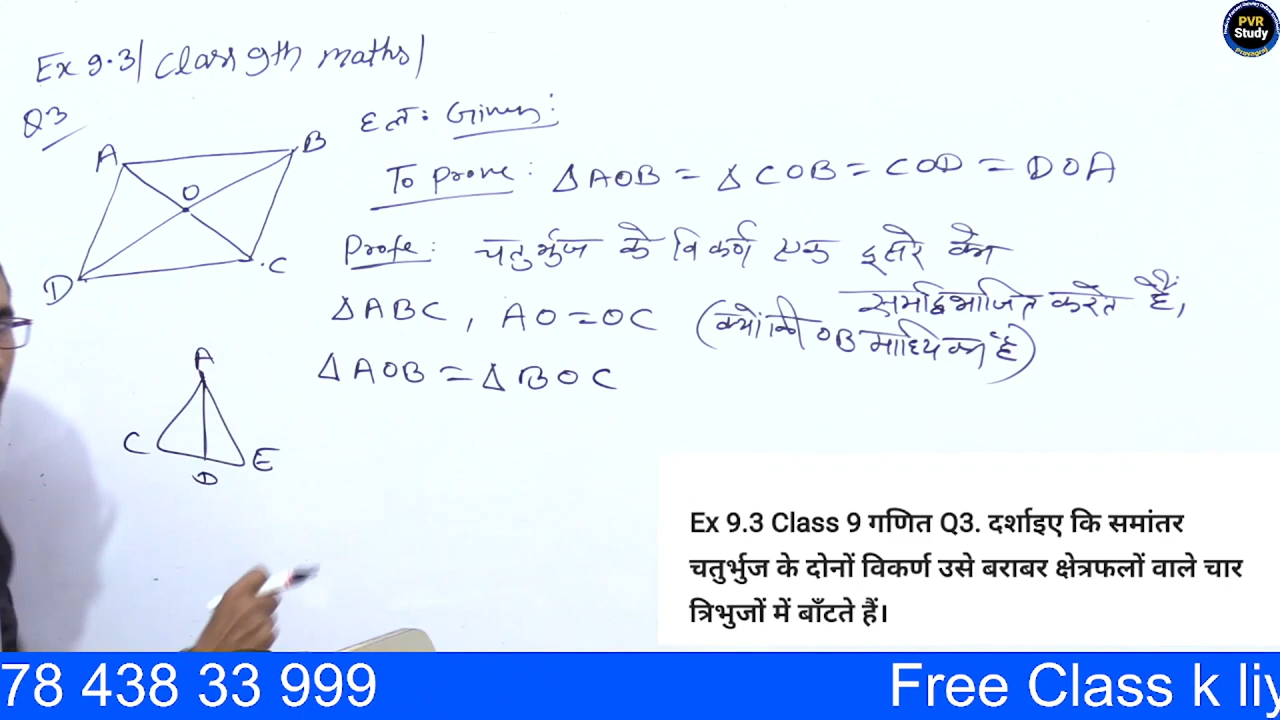 PVR
Study
Ex 9.3| Class 9th maths|
Q3
A
B
O
D
C
हल: Given:
To Prove: ΔAOB = ΔCOB = COD = DOA
Profe: चतुर्भुज के विकर्ण एक दूसरे को
समद्विभाजित करते हैं,
ΔABC, AO=OC (क्योंकी OB माध्यिका है)
ΔAOB = ΔBOC
A
C
D
E
Ex 9.3 Class 9 गणित Q3. दर्शाइए कि समांतर
चतुर्भुज के दोनों विकर्ण उसे बराबर क्षेत्रफलों वाले चार
त्रिभुजों में बाँटते हैं।
78 438 33 999
Free Class k liy